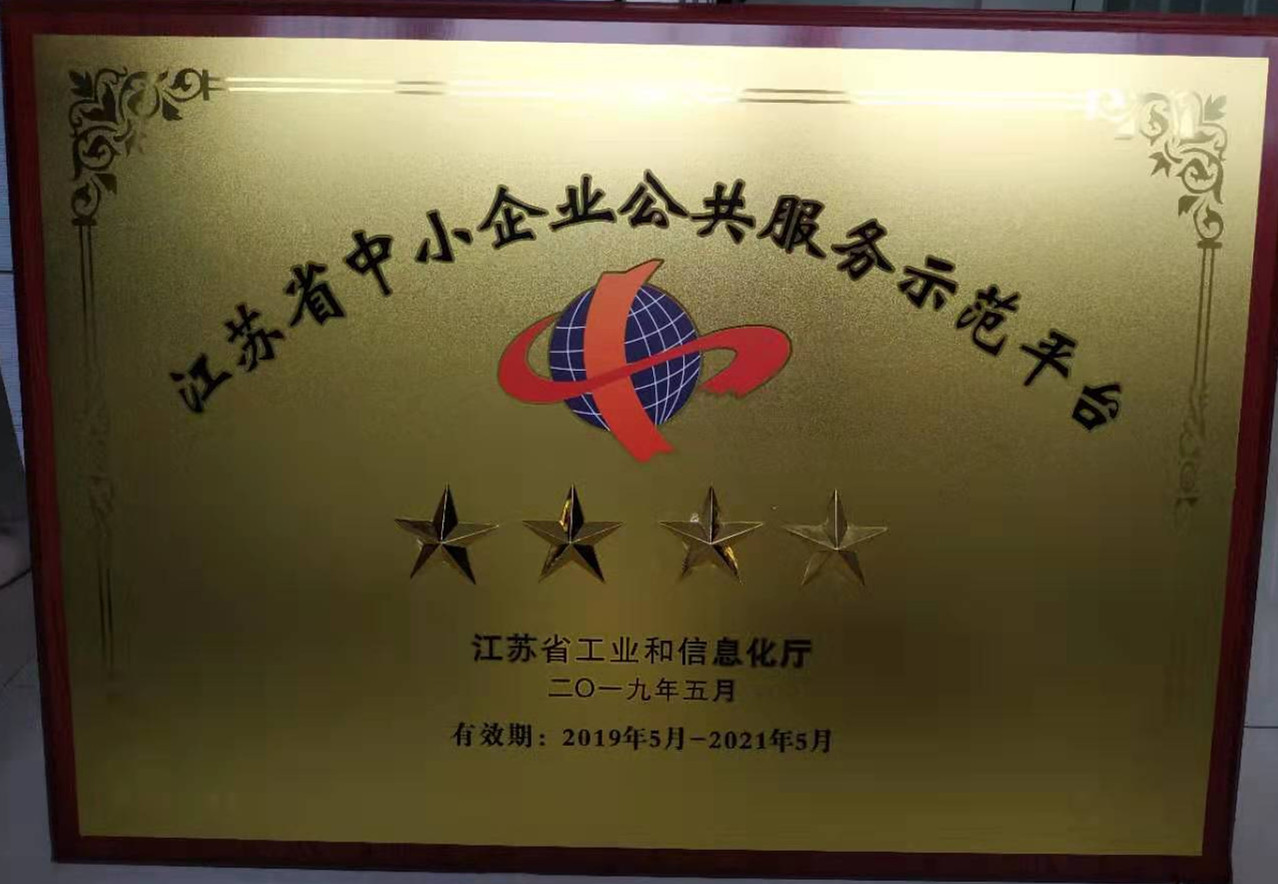 江苏省中小企业公共服务示范平台
江苏省工业和信息化厅
二〇一九年五月
有效期：2019年5月-2021年5月